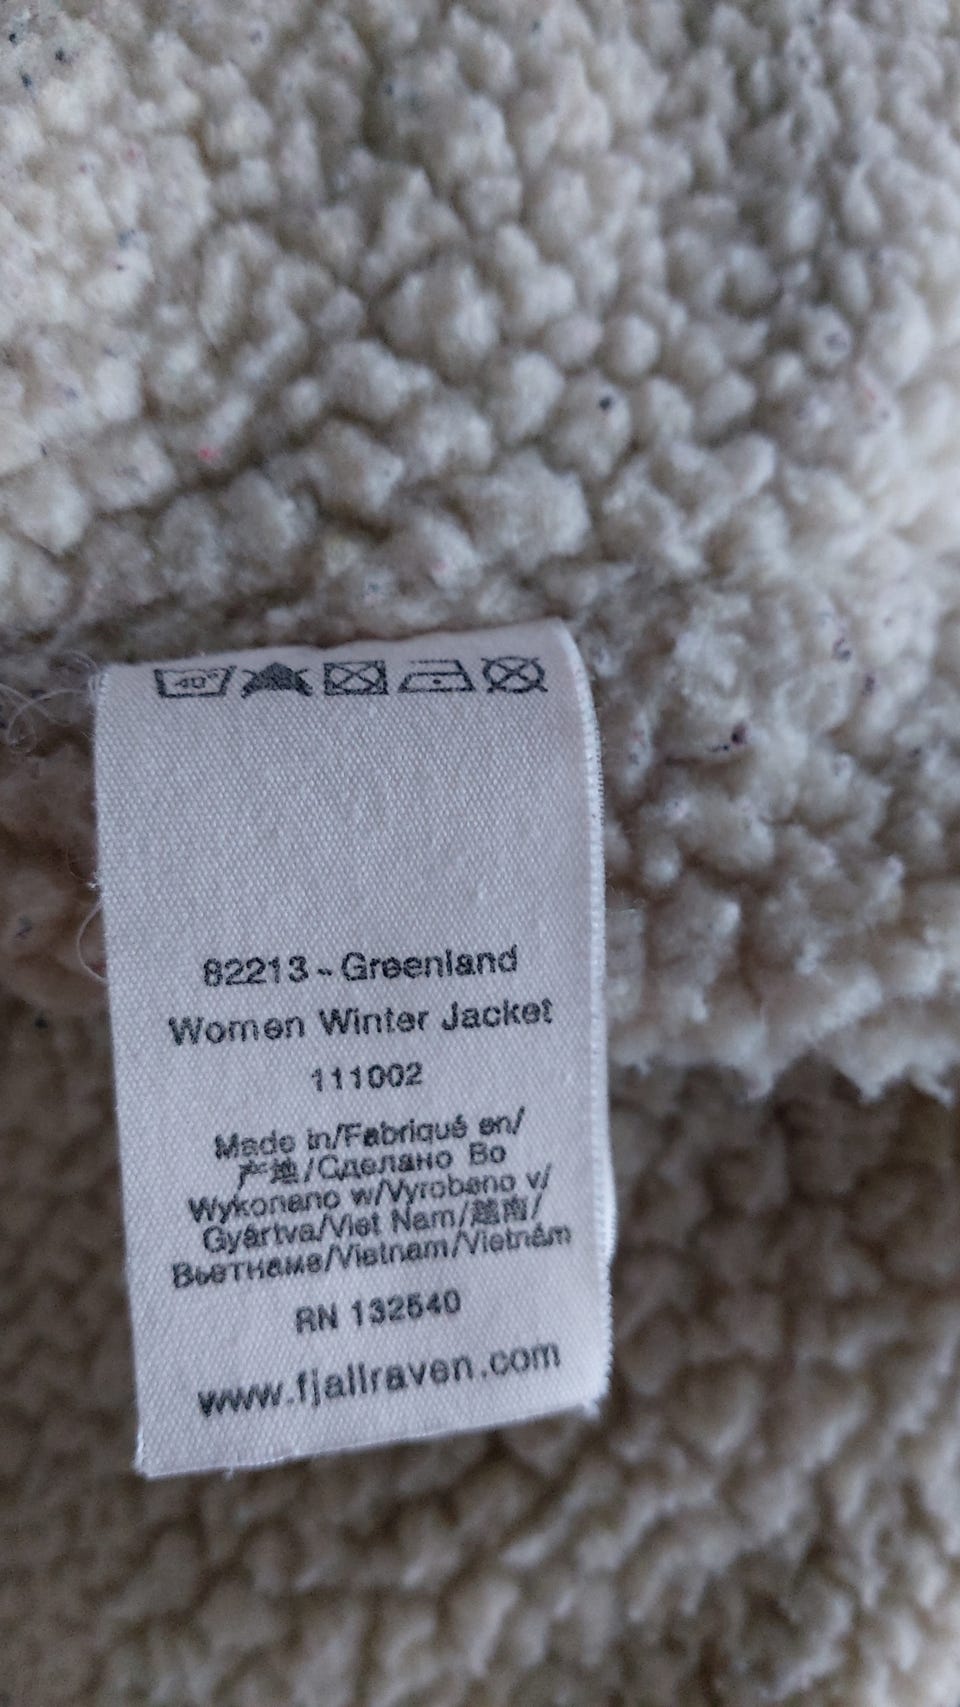 40°
82213 - Greenland
Women Winter Jacket
111002
Made in/Fabriqué en/
产地/Сделано Во
Wykonano w/Vyrobeno v/
Gyártva/Viet Nam/越南/
Вьетнаме/Vietnam/Vietnám
RN 132540
www.fjallraven.com